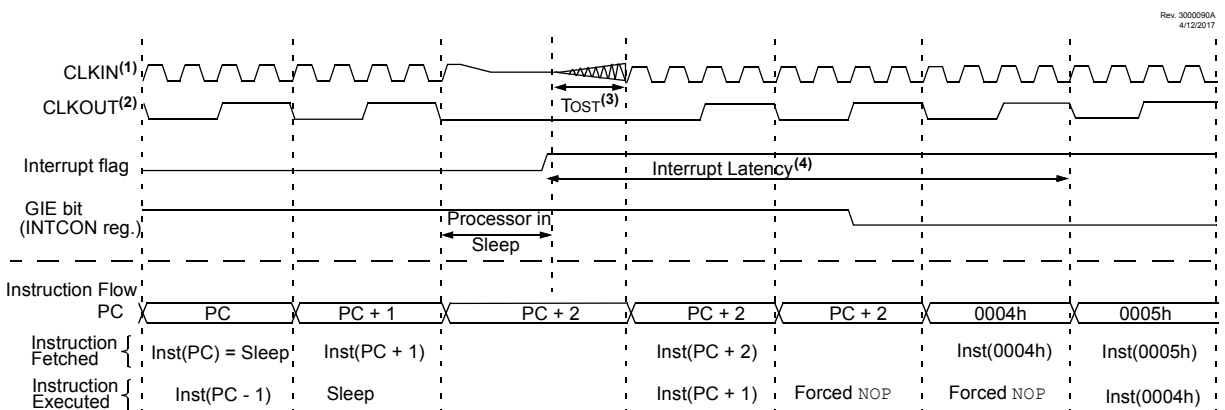 Rev. 3000090A
4/12/2017
CLKIN(1)
CLKOUT(2)
TOST(3)
Interrupt flag
Interrupt Latency(4)
GIE bit
(INTCON reg.)
Processor in
Sleep
Instruction Flow
PC PC PC + 1 PC + 2 PC + 2 PC + 2 0004h 0005h
Instruction
Fetched { Inst(PC) = Sleep Inst(PC + 1) Inst(PC + 2) Inst(0004h) Inst(0005h)
Instruction
Executed { Inst(PC - 1) Sleep Inst(PC + 1) Forced NOP Forced NOP Inst(0004h)